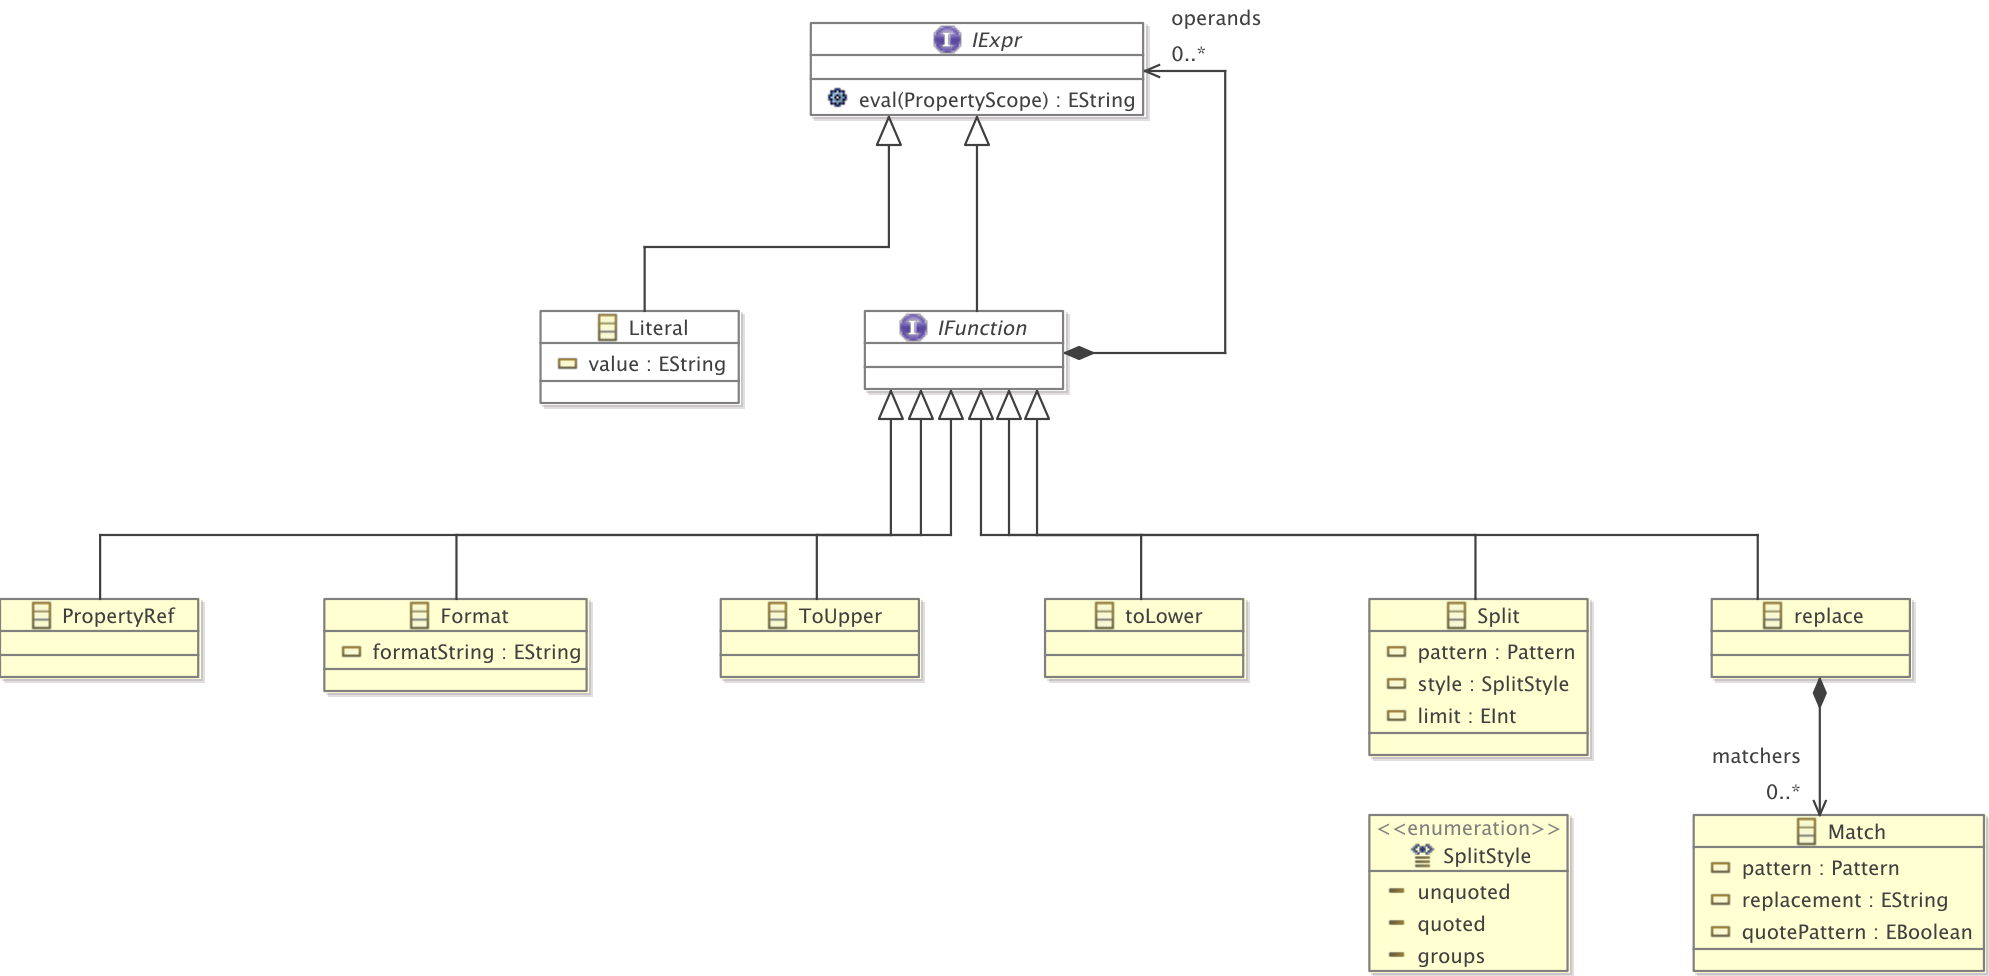 operands
0..*
IExpr
eval(PropertyScope) : EString
Literal
value : EString
IFunction
PropertyRef
Format
formatString : EString
ToUpper
toLower
Split
pattern : Pattern
style : SplitStyle
limit : EInt
replace
matchers
0..*
<<enumeration>>
SplitStyle
unquoted
quoted
groups
Match
pattern : Pattern
replacement : EString
quotePattern : EBoolean